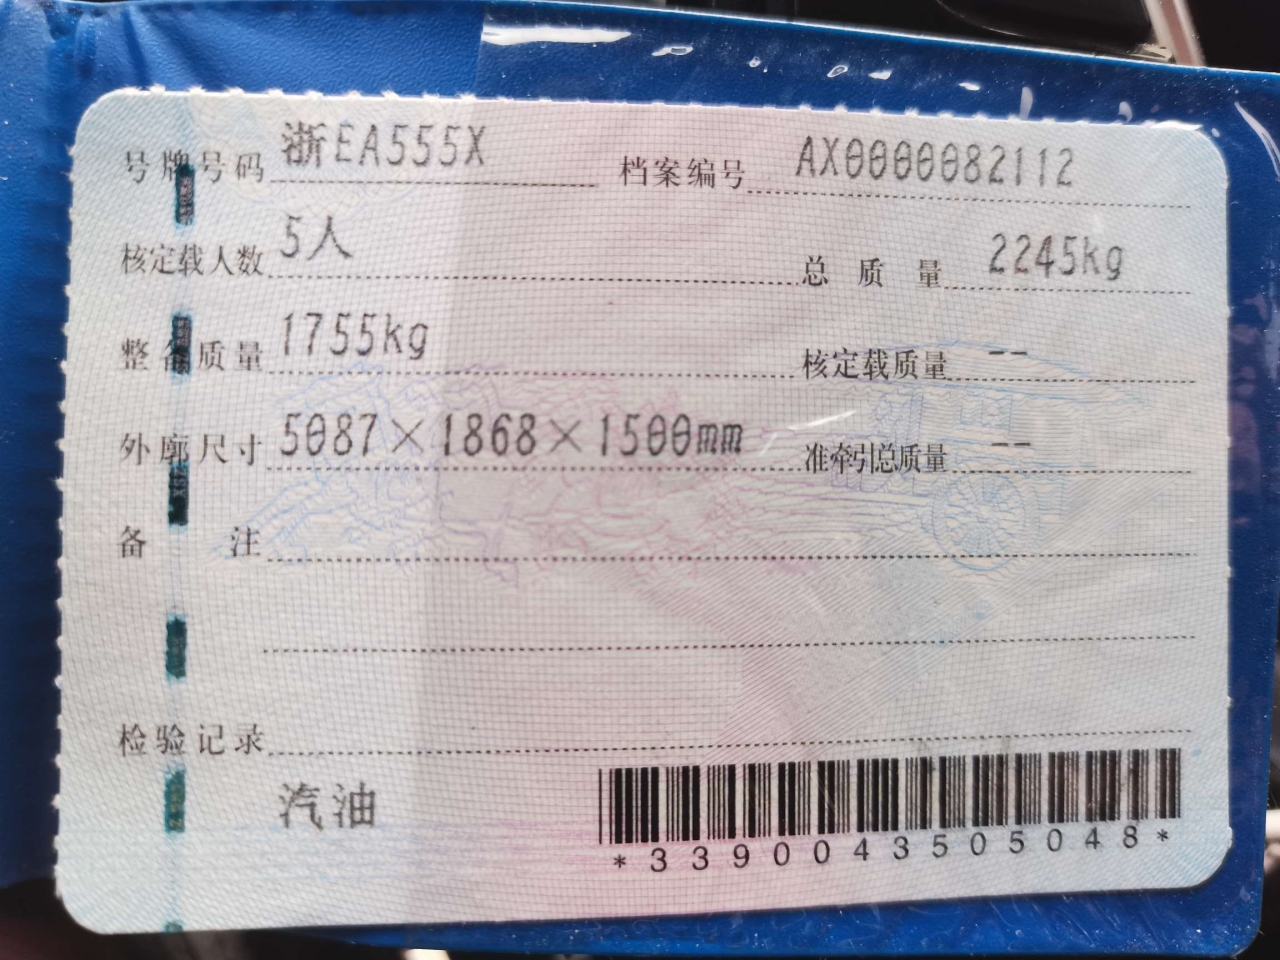 号牌号码 浙EA555X 档案编号 AX0000082112
核定载人数 5人 总质量 2245kg
整备质量 1755kg 核定载质量 --
外廓尺寸 5087×1868×1500mm 准牵引总质量 --
备注
检验记录
汽油
*3390043505048*